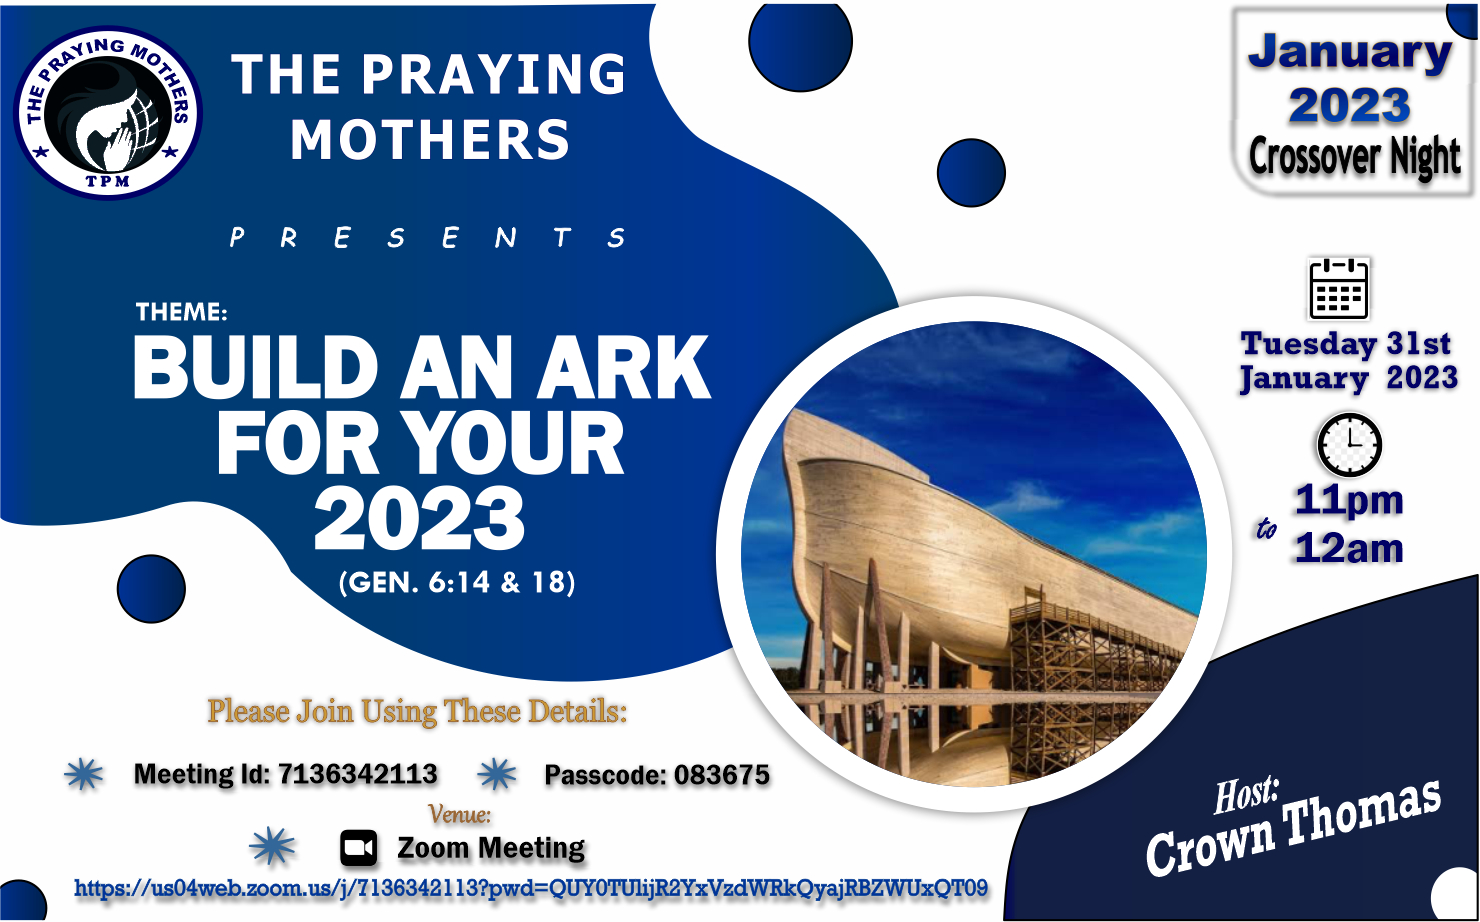 THE PRAYING MOTHERS
TPM
THE PRAYING
MOTHERS
PRESENTS
THEME:
BUILD AN ARK
FOR YOUR
2023
(GEN. 6:14 & 18)
January
2023
Crossover Night
Tuesday 31st
January 2023
11pm
to
12am
Please Join Using These Details:
Meeting Id: 7136342113 Passcode: 083675
Venue:
Zoom Meeting
https://us04web.zoom.us/j/7136342113?pwd=QUY0TUlijR2YxVzdWRkQyajRBZWUxQT09
Host:
Crown Thomas